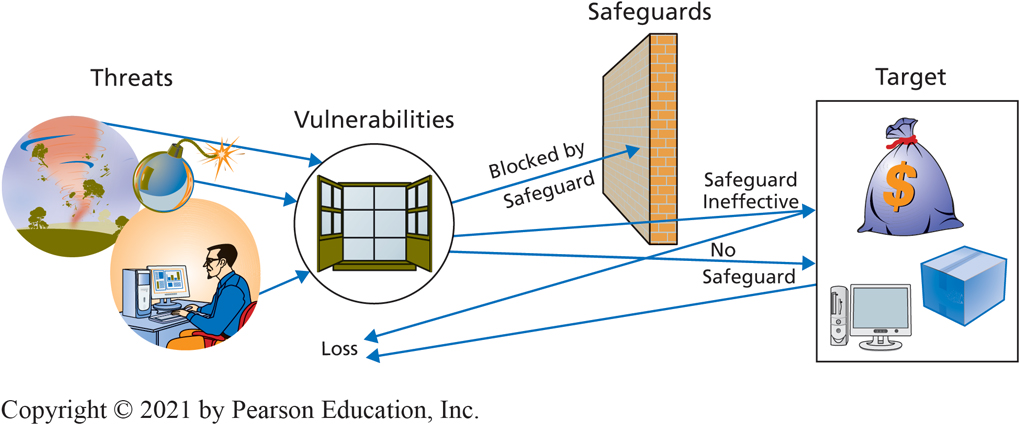 Safeguards
Threats
Target
Vulnerabilities
Blocked by
Safeguard
Safeguard
Ineffective
No
Safeguard
$
Loss
Copyright © 2021 by Pearson Education, Inc.